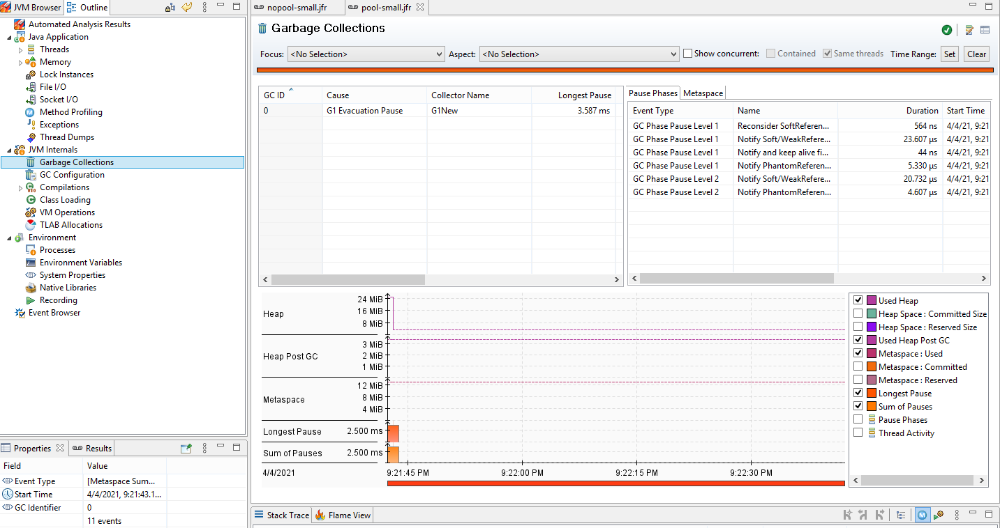 JVM Browser
Outline
Automated Analysis Results
Java Application
Threads
Memory
Lock Instances
File I/O
Socket I/O
Method Profiling
Exceptions
Thread Dumps
JVM Internals
Garbage Collections
GC Configuration
Compilations
Class Loading
VM Operations
TLAB Allocations
Environment
Processes
Environment Variables
System Properties
Native Libraries
Recording
Event Browser
Properties Results
Field Value
Event Type [Metaspace Sum...
Start Time 4/4/2021, 9:21:43.1...
GC Identifier 0
11 events
nopool-small.jfr pool-small.jfr
Garbage Collections
Focus: <No Selection> Aspect: <No Selection> Show concurrent: Contained Same threads Time Range: Set Clear
GC ID Cause Collector Name Longest Pause
0 G1 Evacuation Pause G1New 3.587 ms
Pause Phases Metaspace
Event Type Name Duration Start Time
GC Phase Pause Level 1 Reconsider SoftReferen... 564 ns 4/4/21, 9:21
GC Phase Pause Level 1 Notify Soft/WeakRefere... 23.607 µs 4/4/21, 9:21
GC Phase Pause Level 1 Notify and keep alive fi... 44 ns 4/4/21, 9:21
GC Phase Pause Level 1 Notify PhantomReferen... 5.330 µs 4/4/21, 9:21
GC Phase Pause Level 2 Notify Soft/WeakRefere... 20.732 µs 4/4/21, 9:21
GC Phase Pause Level 2 Notify PhantomReferen... 4.607 µs 4/4/21, 9:21
24 MiB
Heap 16 MiB
8 MiB
3 MiB
Heap Post GC 2 MiB
1 MiB
12 MiB
Metaspace 8 MiB
4 MiB
Longest Pause 2.500 ms
Sum of Pauses 2.500 ms
4/4/2021 9:21:45 PM 9:22:00 PM 9:22:15 PM 9:22:30 PM
Used Heap
Heap Space : Committed Size
Heap Space : Reserved Size
Used Heap Post GC
Metaspace : Used
Metaspace : Committed
Metaspace : Reserved
Longest Pause
Sum of Pauses
Pause Phases
Thread Activity
Stack Trace Flame View